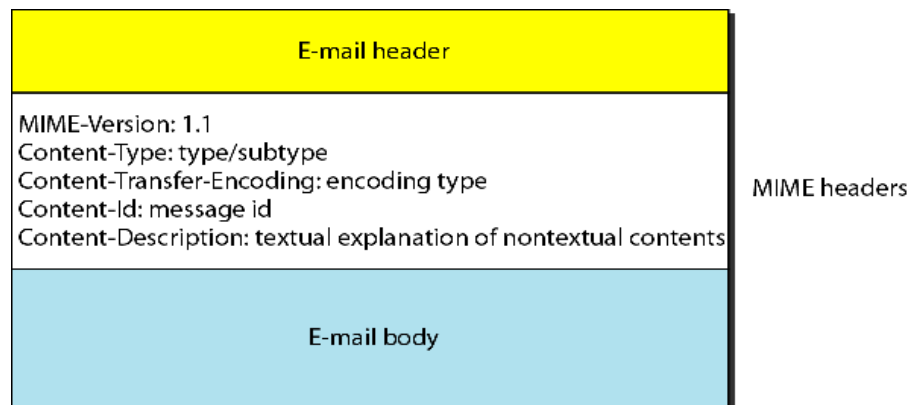 E-mail header
MIME-Version: 1.1
Content-Type: type/subtype
Content-Transfer-Encoding: encoding type
Content-Id: message id
Content-Description: textual explanation of nontextual contents
MIME headers
E-mail body